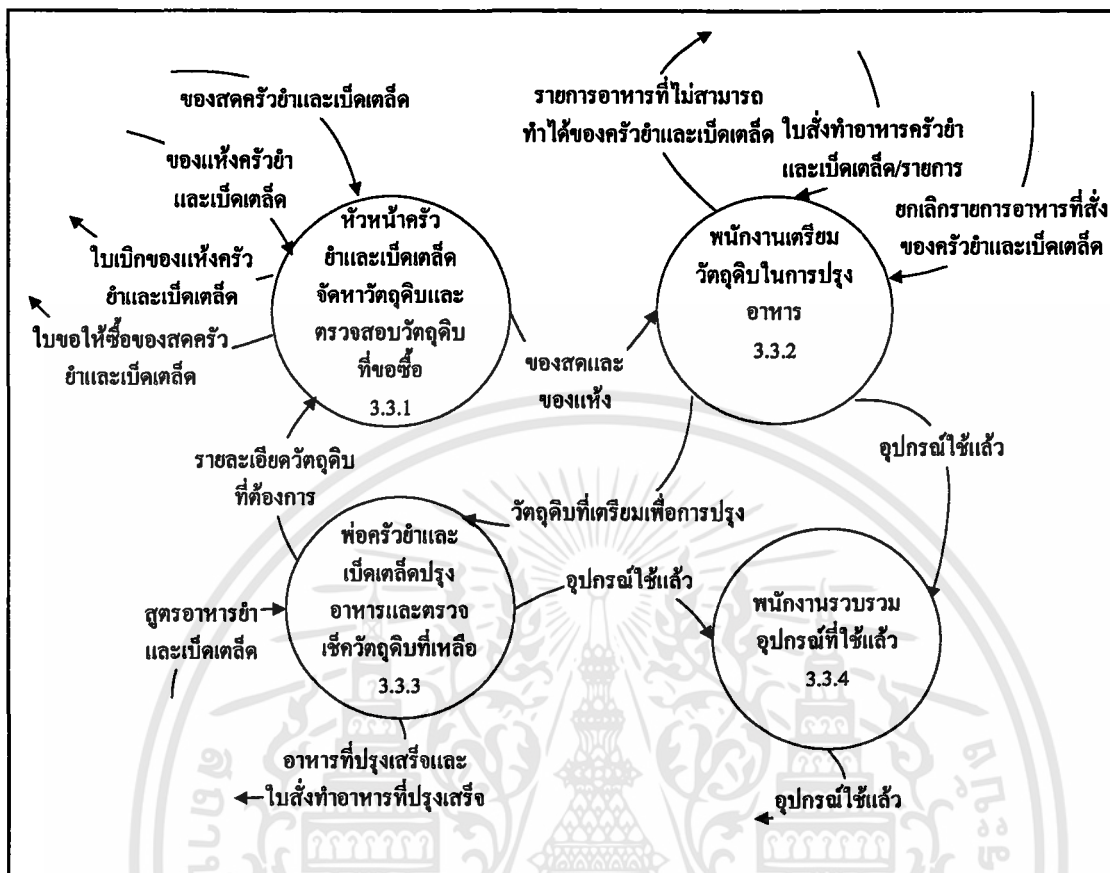 ของสดครัวยำและเบ็ดเตล็ด
ของแห้งครัวยำ
และเบ็ดเตล็ด
ใบเบิกของแห้งครัว
ยำและเบ็ดเตล็ด
ใบขอให้ซื้อของสดครัว
ยำและเบ็ดเตล็ด
หัวหน้าครัว
ยำและเบ็ดเตล็ด
จัดหาวัตถุดิบและ
ตรวจสอบวัตถุดิบ
ที่ขอซื้อ
3.3.1
รายการอาหารที่ไม่สามารถ
ทำได้ของครัวยำและเบ็ดเตล็ด
ใบสั่งทำอาหารครัวยำ
และเบ็ดเตล็ด/รายการ
ยกเลิกรายการอาหารที่สั่ง
ของครัวยำและเบ็ดเตล็ด
พนักงานเตรียม
วัตถุดิบในการปรุง
อาหาร
3.3.2
ของสดและ
ของแห้ง
รายละเอียดวัตถุดิบ
ที่ต้องการ
วัตถุดิบที่เตรียมเพื่อการปรุง
อุปกรณ์ใช้แล้ว
สูตรอาหารยำ
และเบ็ดเตล็ด
พ่อครัวยำและ
เบ็ดเตล็ดปรุง
อาหารและตรวจ
เช็ควัตถุดิบที่เหลือ
3.3.3
อุปกรณ์ใช้แล้ว
พนักงานรวบรวม
อุปกรณ์ที่ใช้แล้ว
3.3.4
อาหารที่ปรุงเสร็จและ
ใบสั่งทำอาหารที่ปรุงเสร็จ
อุปกรณ์ใช้แล้ว